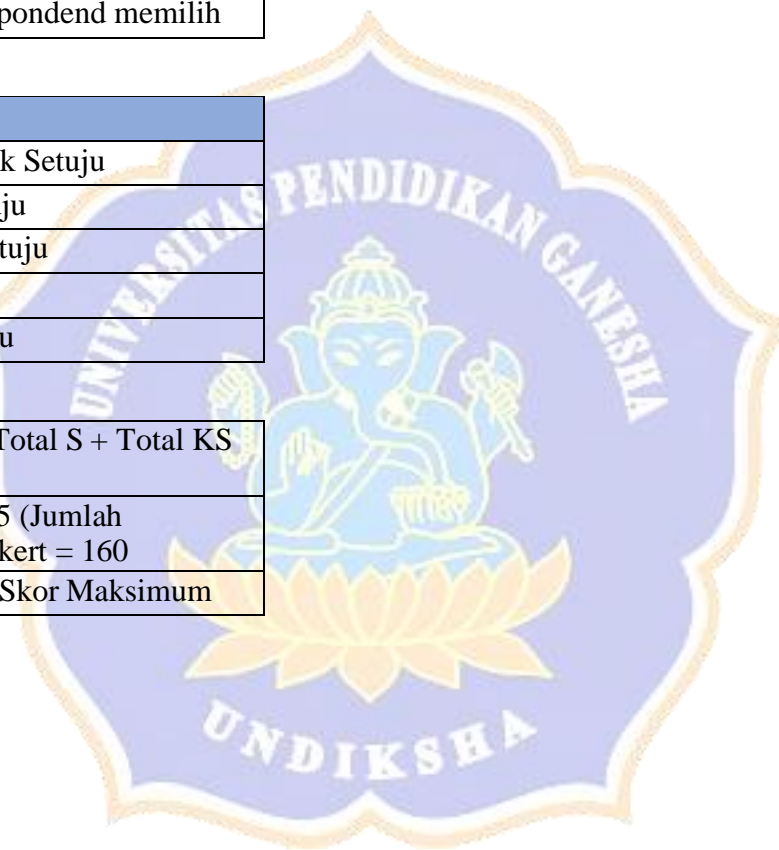 pondend memilih
k Setuju
ju
tuju
u
Total S + Total KS
5 (Jumlah
kert = 160
Skor Maksimum
UNIVERSITAS PENDIDIKAN GANESHA
UNDIKSHA